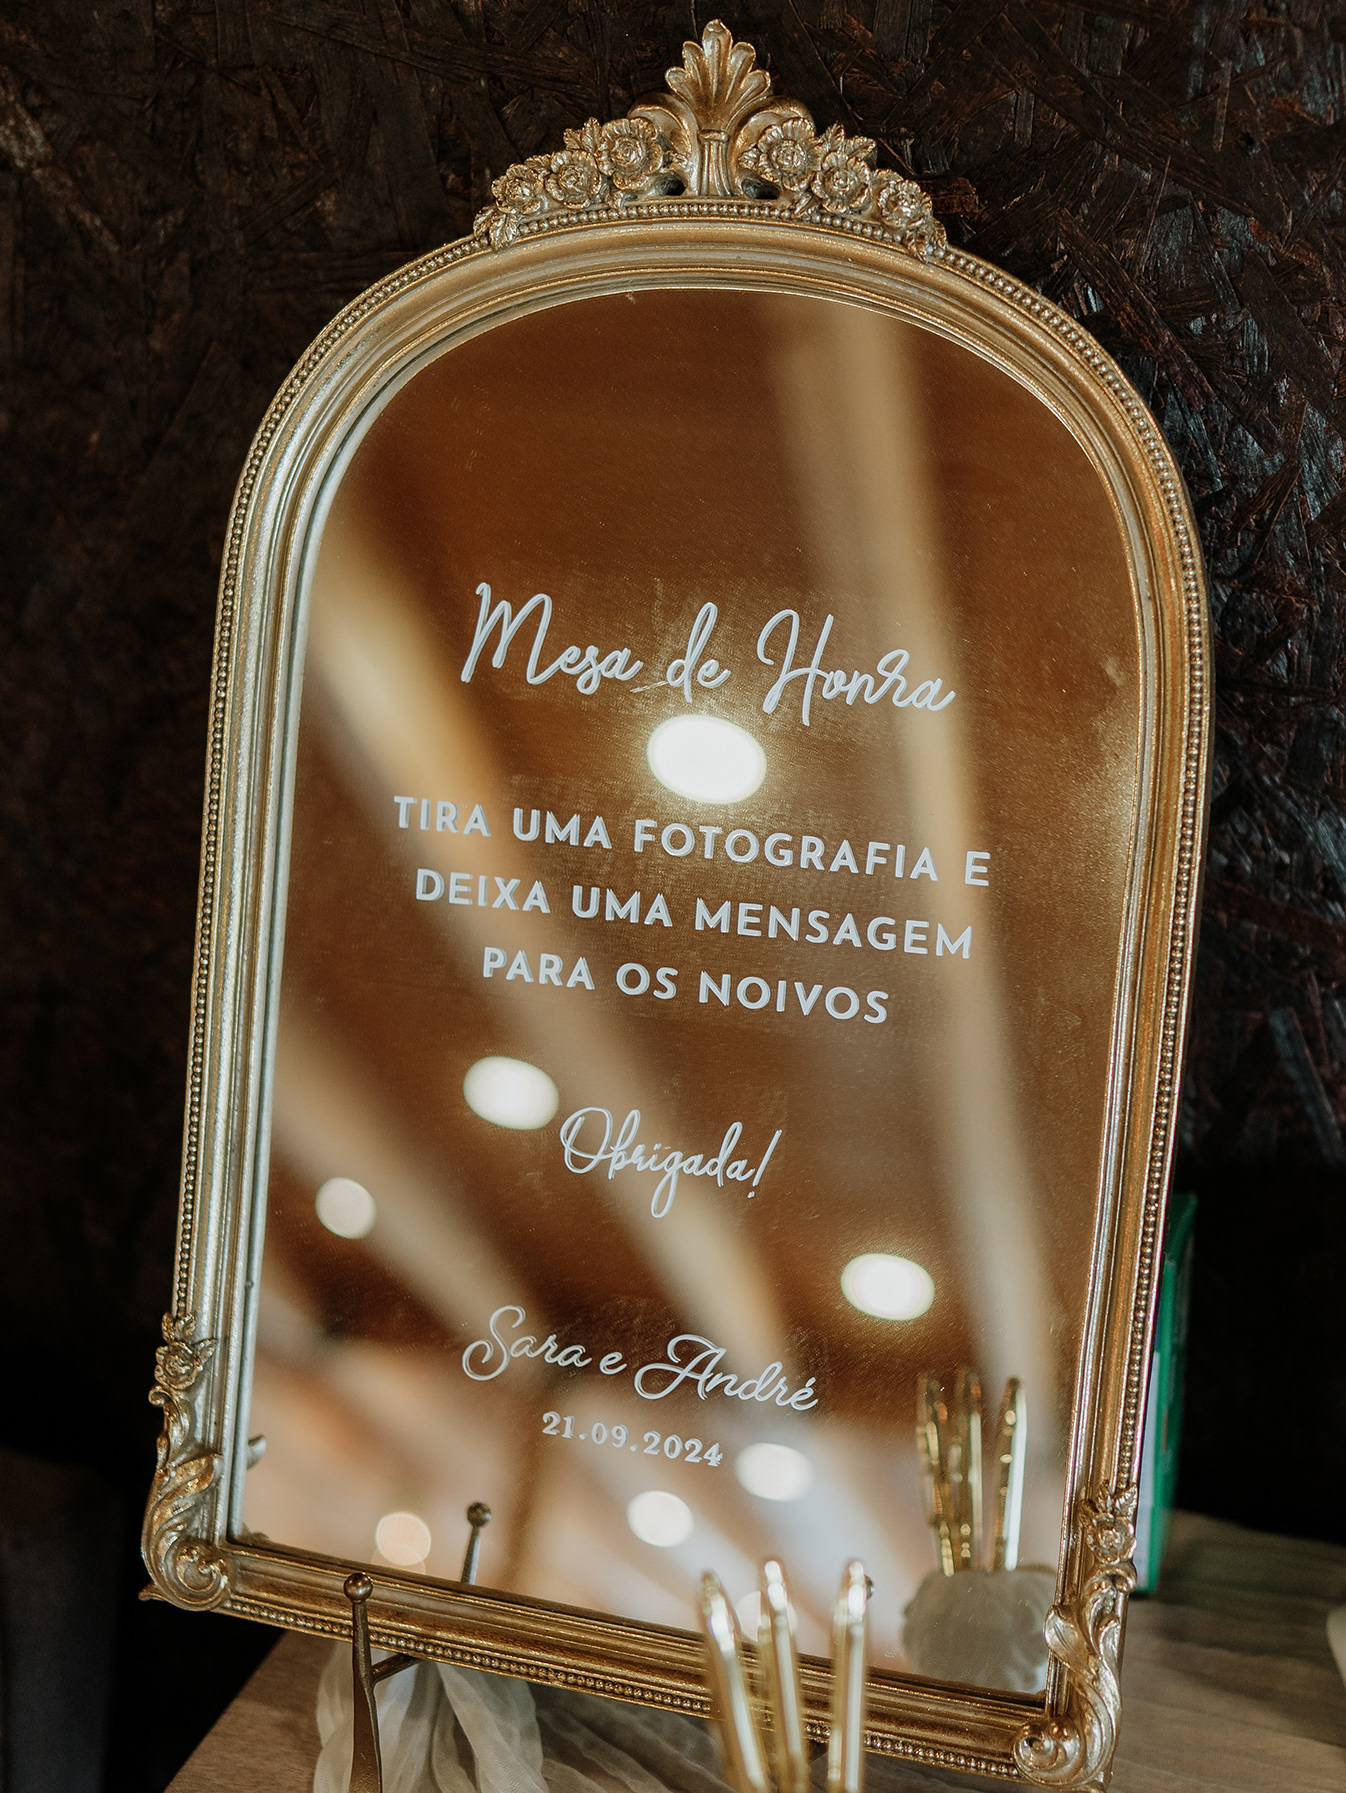 Mesa de Honra
TIRA UMA FOTOGRAFIA E
DEIXA UMA MENSAGEM
PARA OS NOIVOS
Obrigada!
Sara e André
21.09.2024